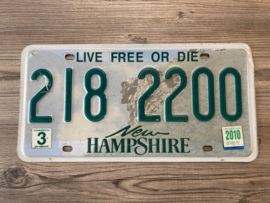 LIVE FREE OR DIE
218 2200
3 2010
New
HAMPSHIRE